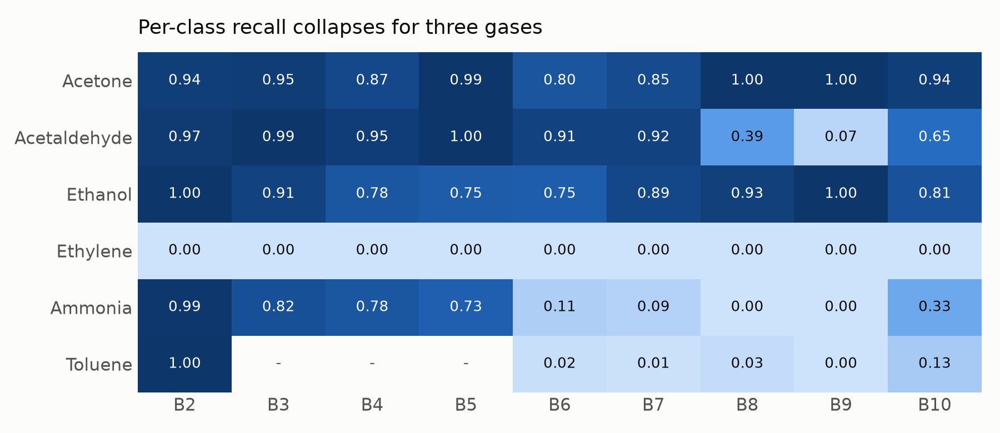 Per-class recall collapses for three gases
Acetone 0.94 0.95 0.87 0.99 0.80 0.85 1.00 1.00 0.94
Acetaldehyde 0.97 0.99 0.95 1.00 0.91 0.92 0.39 0.07 0.65
Ethanol 1.00 0.91 0.78 0.75 0.75 0.89 0.93 1.00 0.81
Ethylene 0.00 0.00 0.00 0.00 0.00 0.00 0.00 0.00 0.00
Ammonia 0.99 0.82 0.78 0.73 0.11 0.09 0.00 0.00 0.33
Toluene 1.00 - - - 0.02 0.01 0.03 0.00 0.13
B2 B3 B4 B5 B6 B7 B8 B9 B10